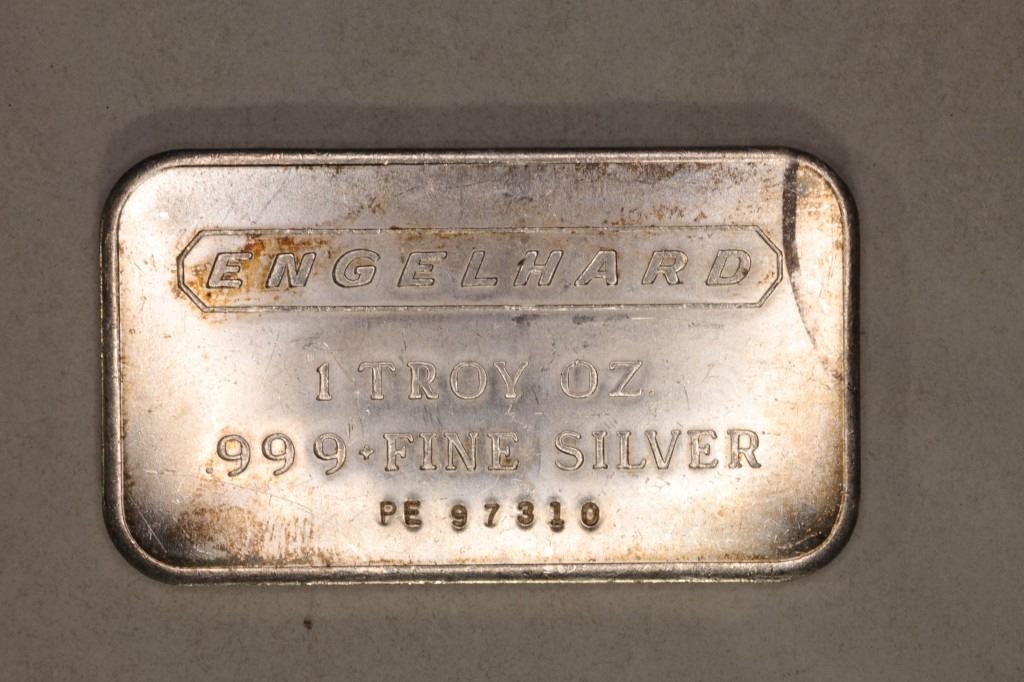 ENGELHARD
1 TROY OZ.
.999+FINE SILVER
PE 97310